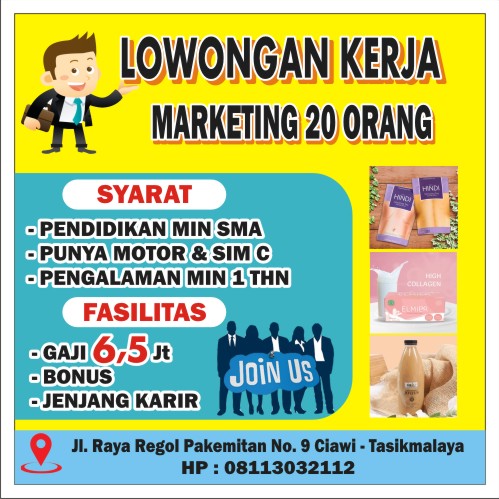 LOWONGAN KERJA
MARKETING 20 ORANG
SYARAT
- PENDIDIKAN MIN SMA
- PUNYA MOTOR & SIM C
- PENGALAMAN MIN 1 THN
FASILITAS
- GAJI 6,5 Jt
- BONUS
- JENJANG KARIR
JOiN US
HINDI
HINDI
HIGH
COLLAGEN
Jl. Raya Regol Pakemitan No. 9 Ciawi - Tasikmalaya
HP : 08113032112